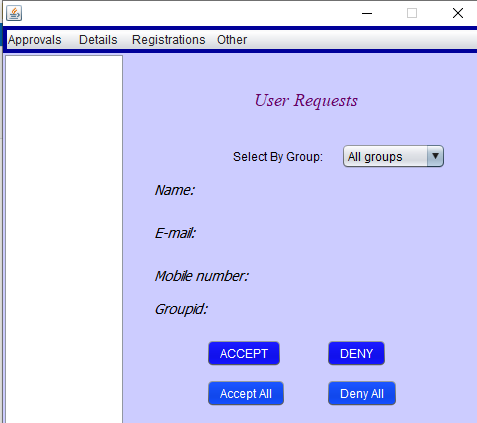 Approvals Details Registrations Other
User Requests
Select By Group: All groups
Name:
E-mail:
Mobile number:
Groupid:
ACCEPT DENY
Accept All Deny All